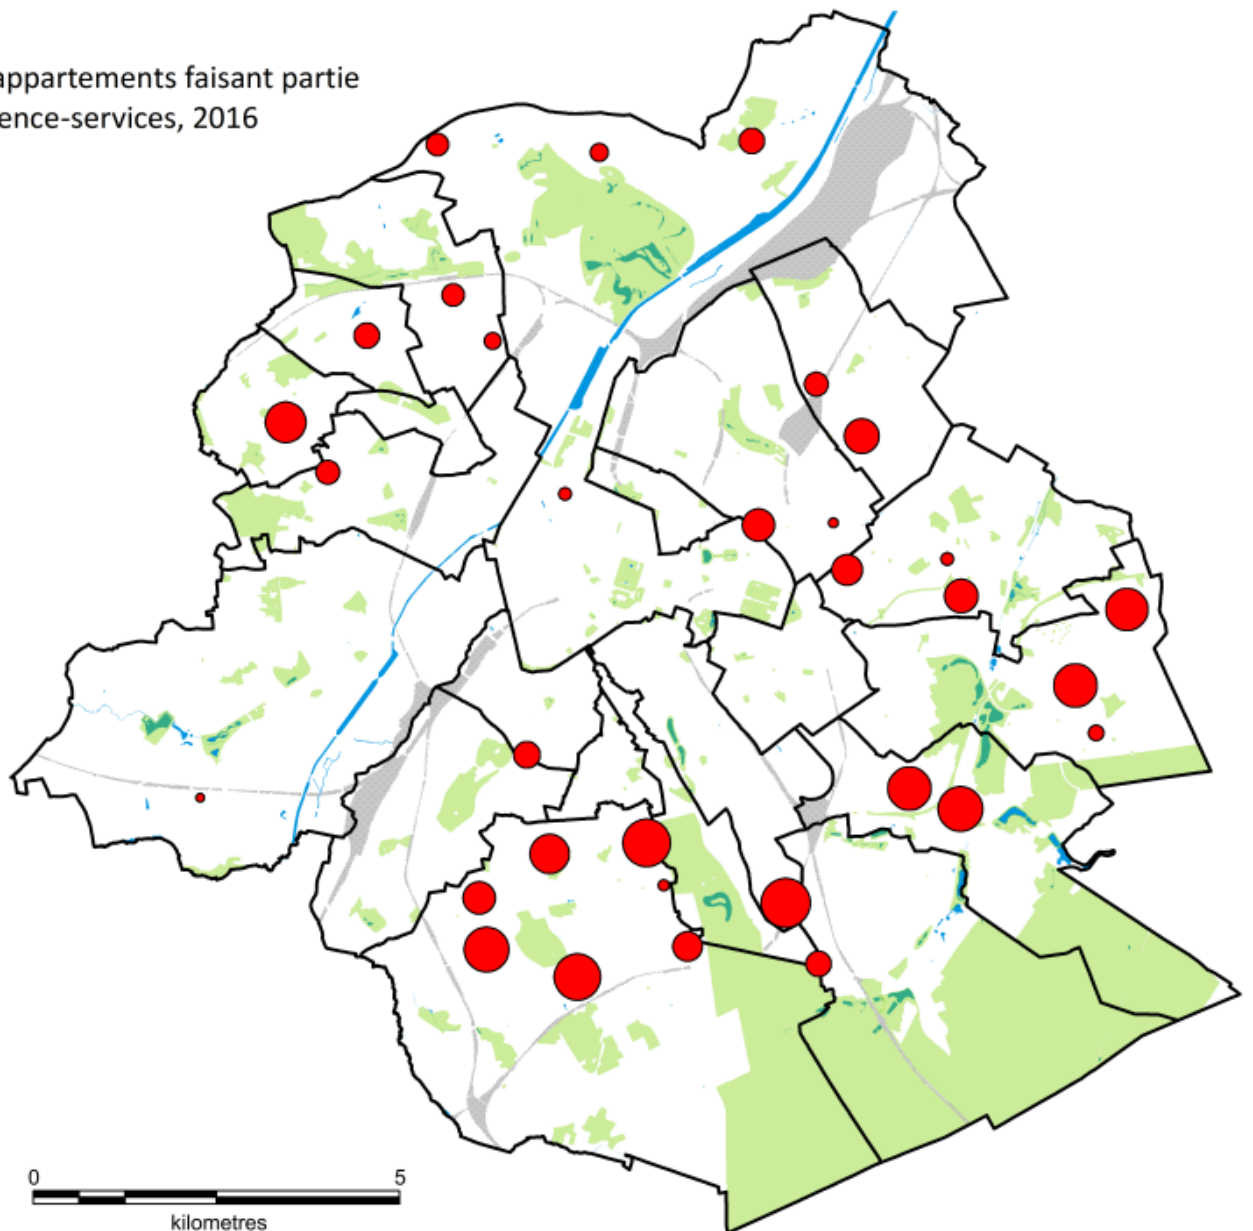 appartements faisant partie
ence-services, 2016
0 5
kilometres